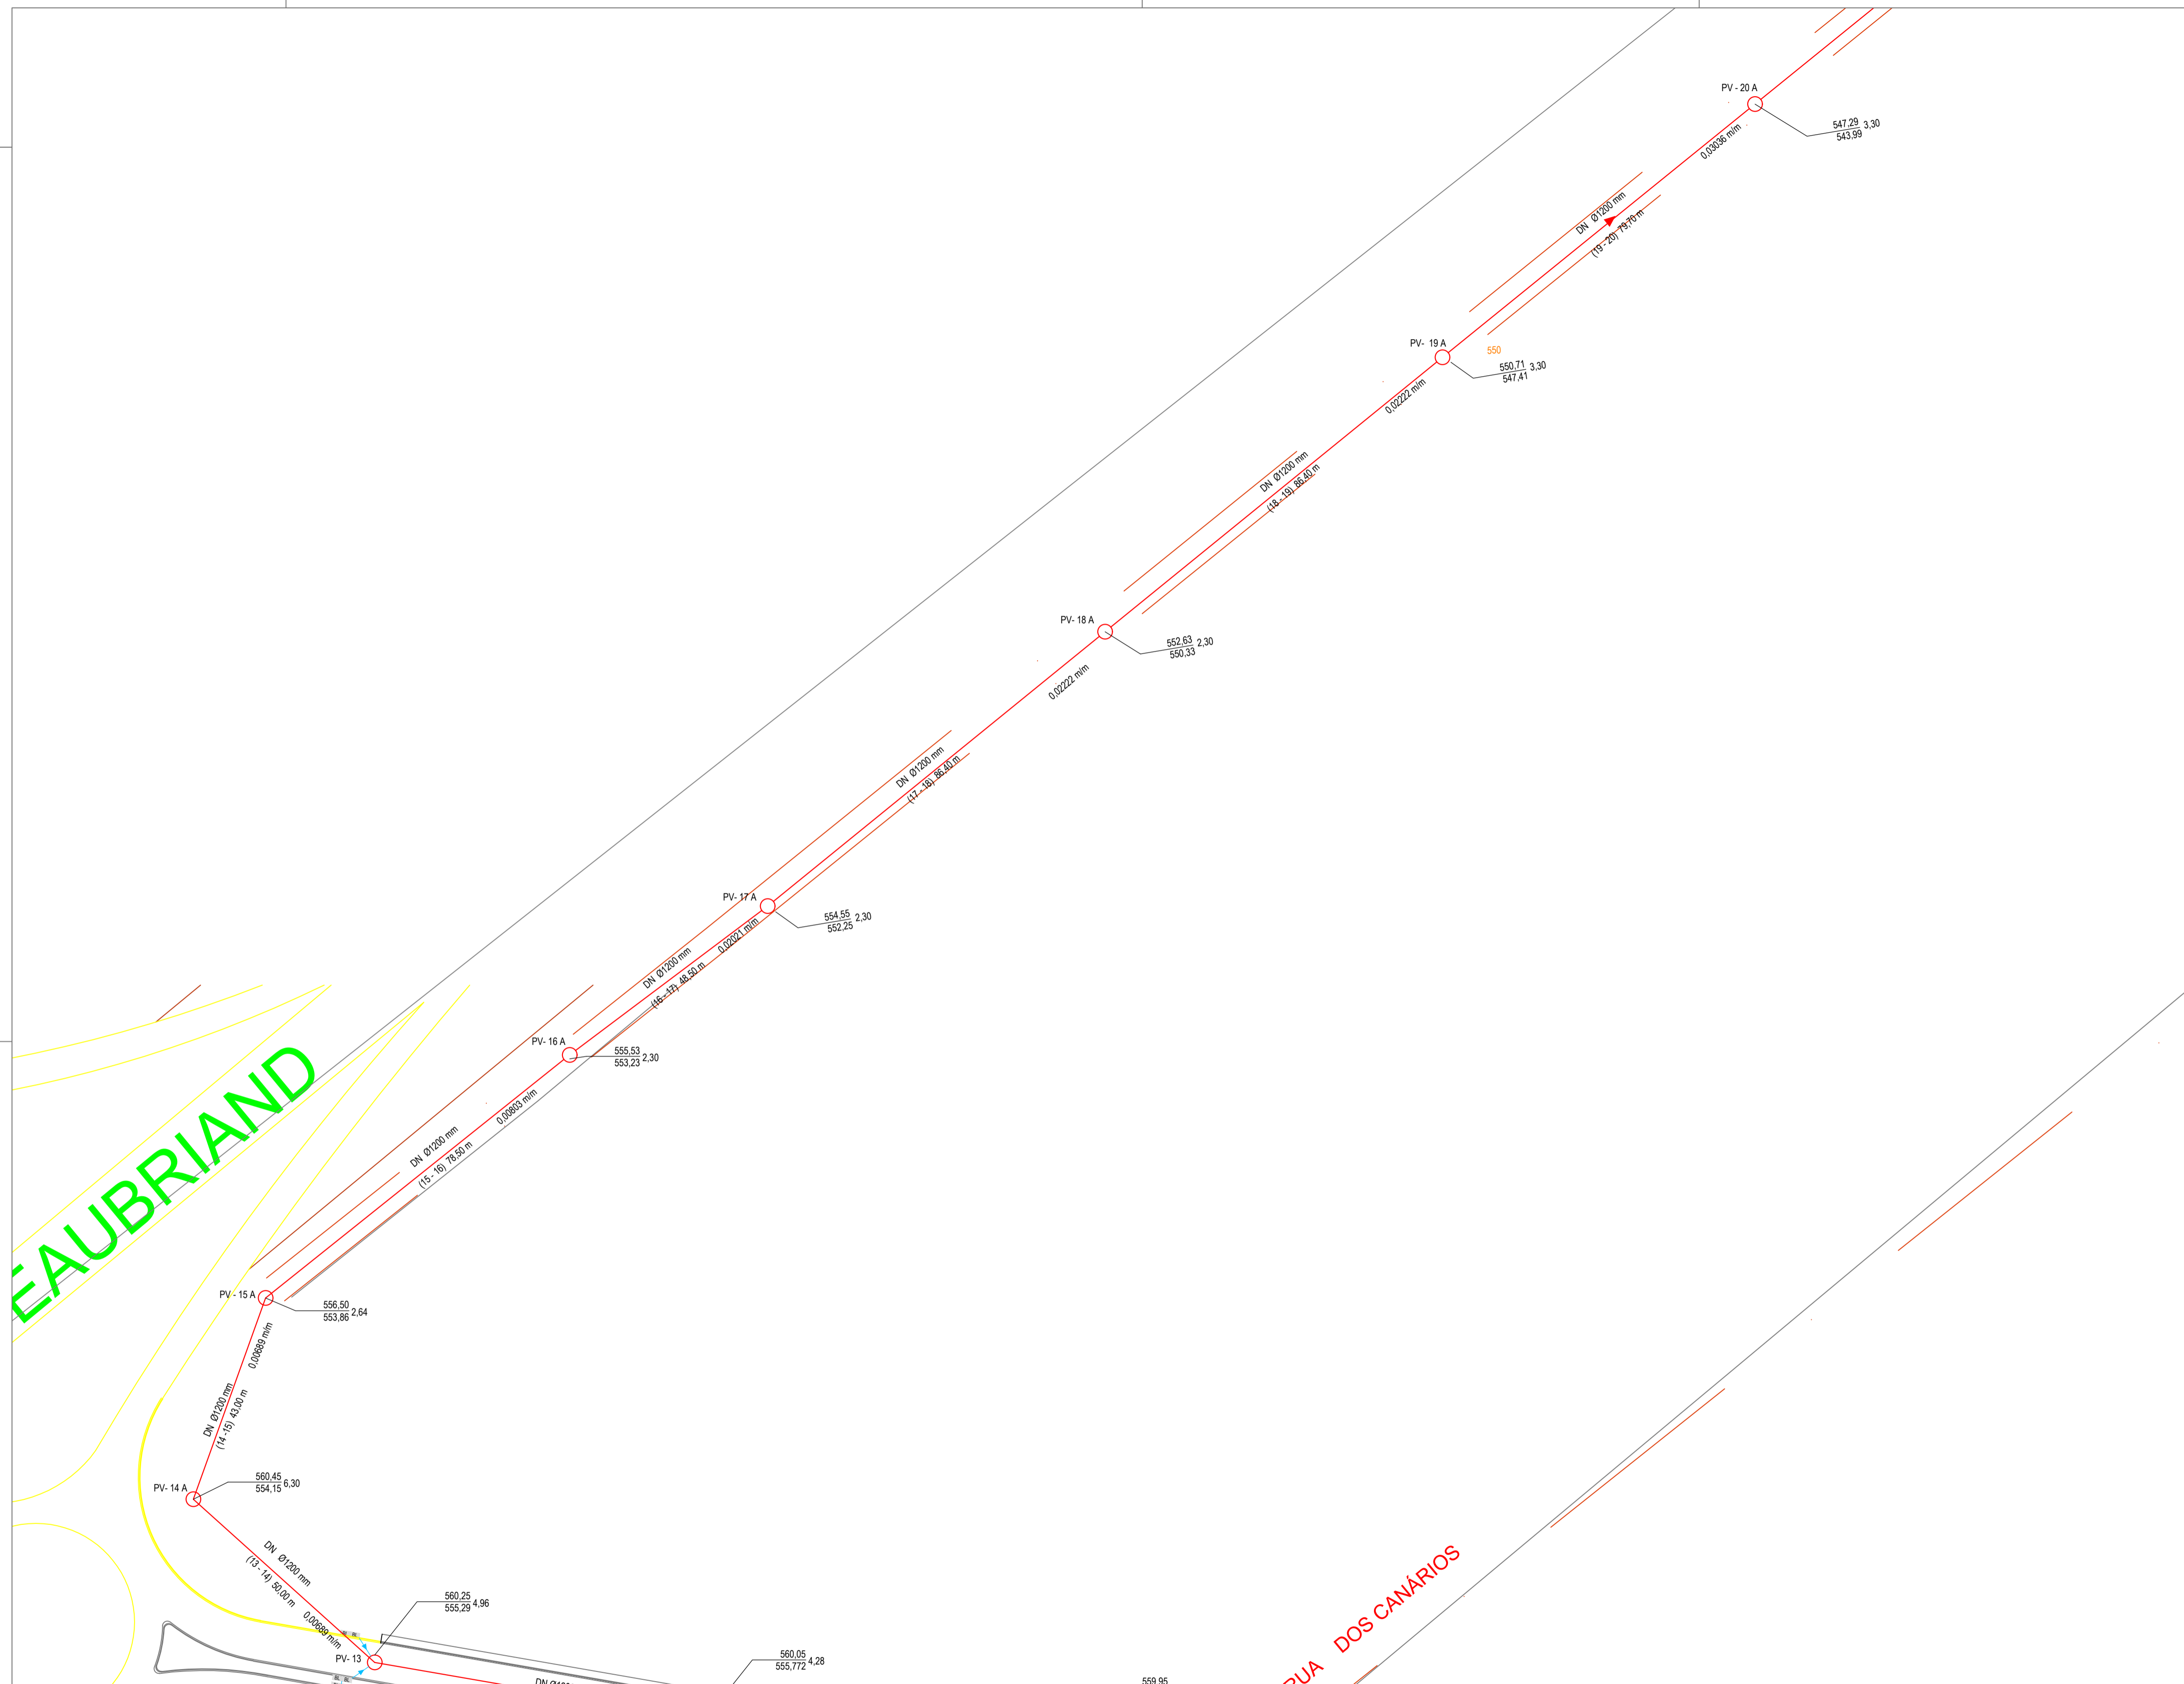 PV - 20 A
547,29 3,30
543,99
0,03036 m/m
DN Ø1200 mm
(19 - 20) 79,70 m
PV- 19 A
550
550,71 3,30
547,41
0,02222 m/m
DN Ø1200 mm
(18 - 19) 86,40 m
PV- 18 A
552,63 2,30
550,33
0,02222 m/m
DN Ø1200 mm
(17 - 18) 86,40 m
PV- 17 A
554,55 2,30
552,25
0,02021 m/m
DN Ø1200 mm
(16 - 17) 48,50 m
PV- 16 A
555,53 2,30
553,23
0,00803 m/m
DN Ø1200 mm
(15 - 16) 78,50 m
EAUBRIAND
PV - 15 A
556,50 2,64
553,86
0,00689 m/m
DN Ø1200 mm
(14 -15) 43,00 m
PV- 14 A
560,45 6,30
554,15
DN Ø1200 mm
(13 - 14) 50,00 m
0,00689 m/m
560,25 4,96
555,29
PV- 13
560,05 4,28
555,772
559,95
RUA DOS CANÁRIOS